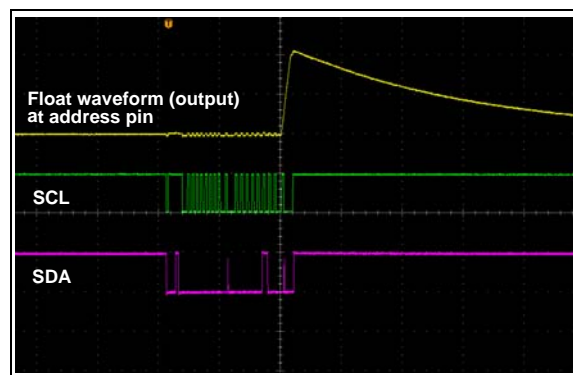 T
Float waveform (output)
at address pin
SCL
SDA